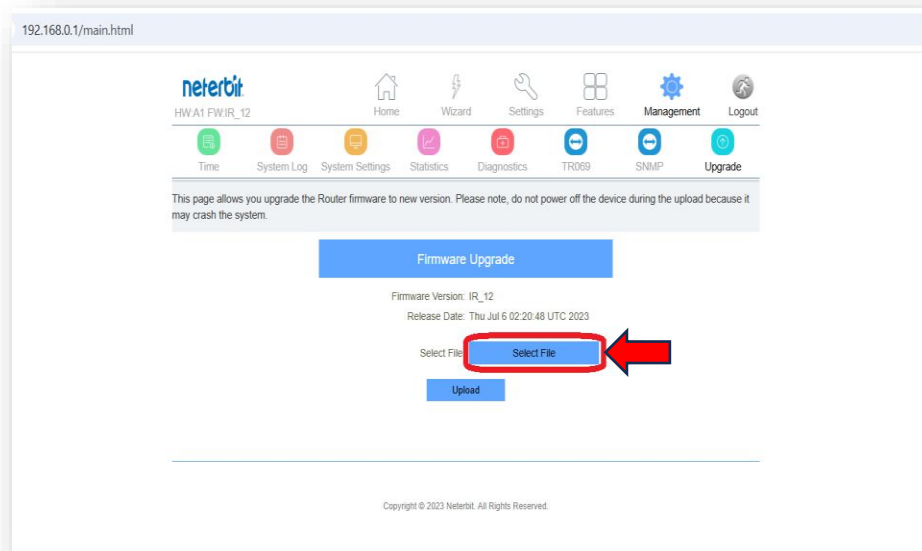 192.168.0.1/main.html
neterbit
HW:A1 FW:IR_12
Home
Wizard
Settings
Features
Management
Logout
Time
System Log
System Settings
Statistics
Diagnostics
TR069
SNMP
Upgrade
This page allows you upgrade the Router firmware to new version. Please note, do not power off the device during the upload because it
may crash the system.
Firmware Upgrade
Firmware Version: IR_12
Release Date: Thu Jul 6 02:20:48 UTC 2023
Select File: Select File
Upload
Copyright © 2023 Neterbit. All Rights Reserved.